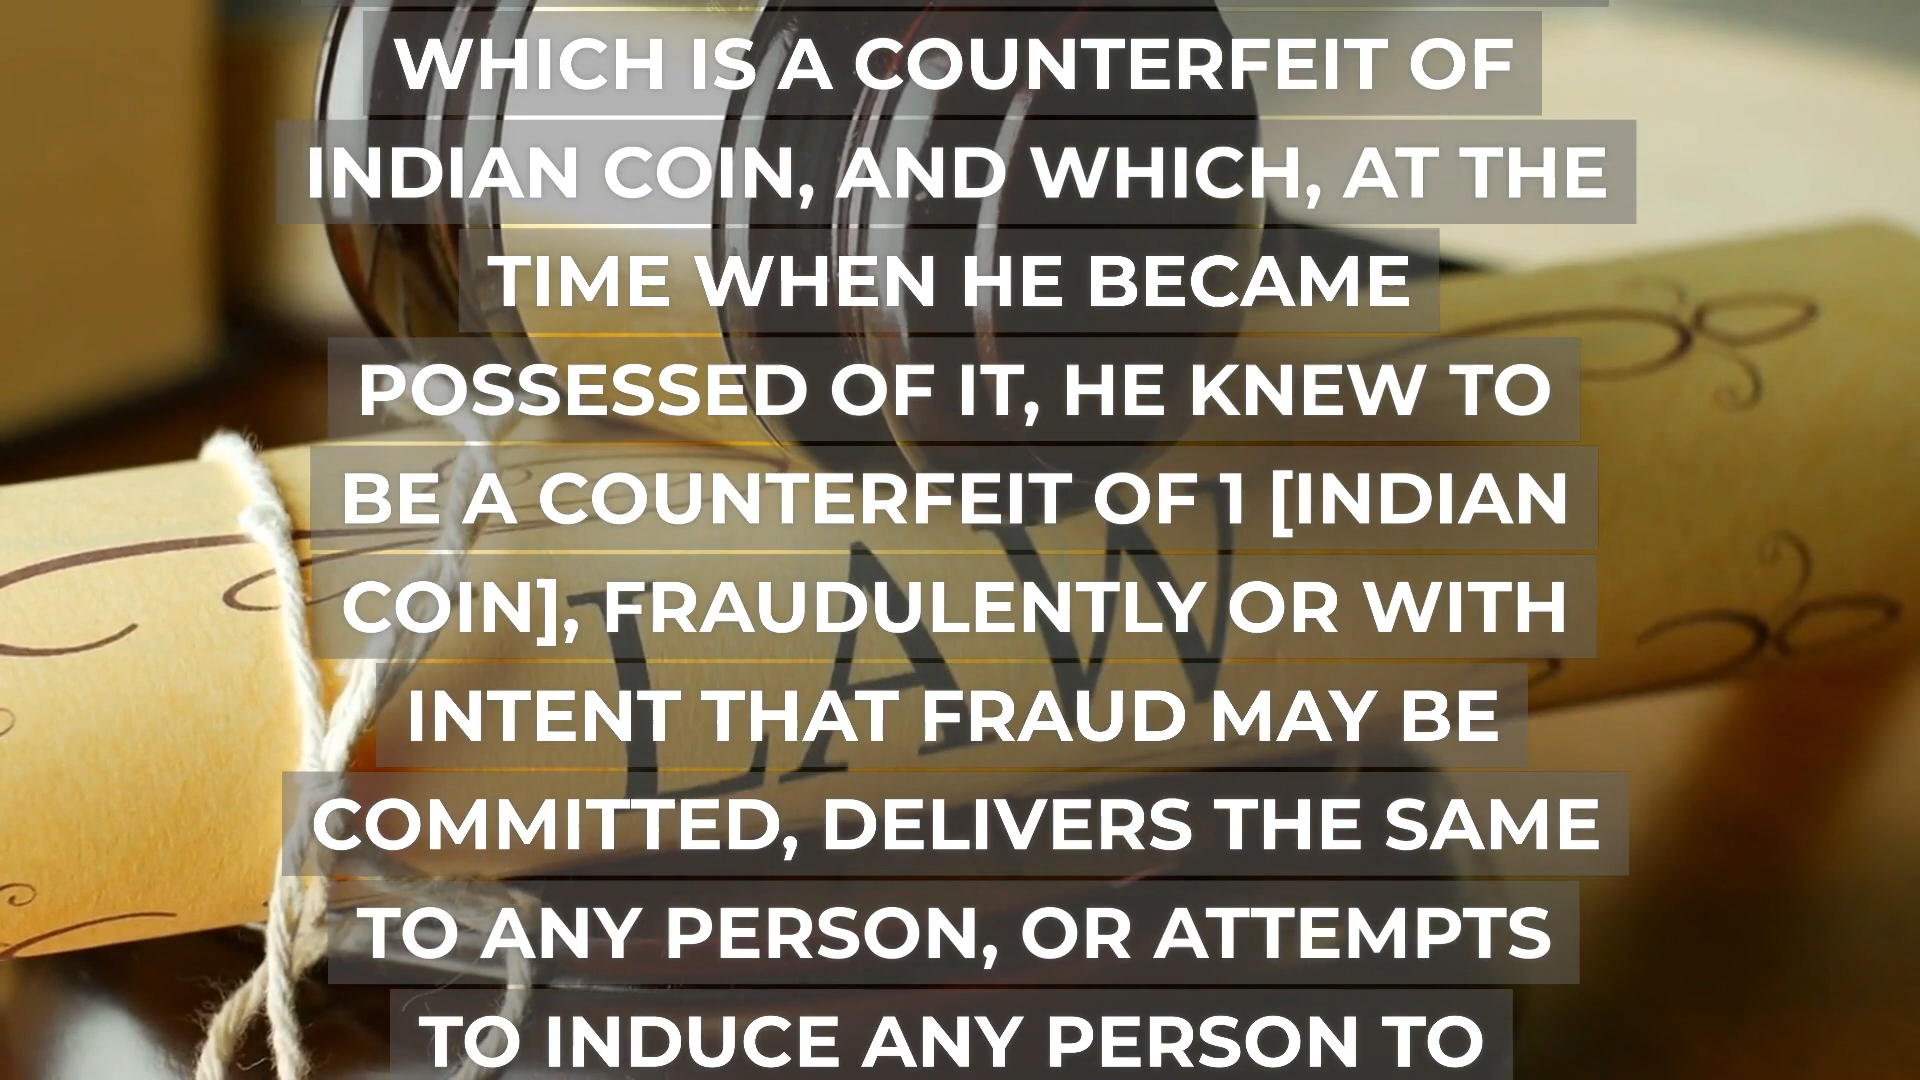 WHICH IS A COUNTERFEIT OF
INDIAN COIN, AND WHICH, AT THE
TIME WHEN HE BECAME
POSSESSED OF IT, HE KNEW TO
BE A COUNTERFEIT OF 1 [INDIAN
COIN], FRAUDULENTLY OR WITH
INTENT THAT FRAUD MAY BE
COMMITTED, DELIVERS THE SAME
TO ANY PERSON, OR ATTEMPTS
TO INDUCE ANY PERSON TO
LAW